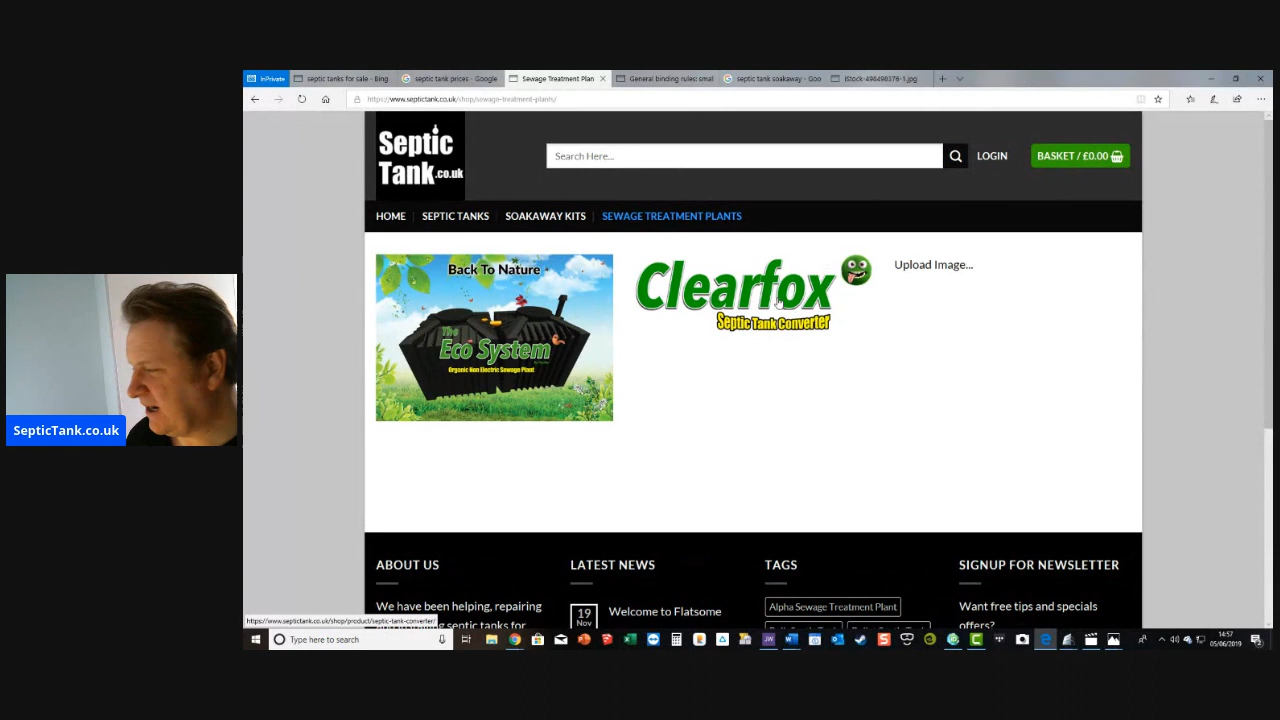 InPrivate
septic tanks for sale - Bing
septic tank prices - Google
Sewage Treatment Plan
General binding rules: smal
septic tank soakaway - Goo
iStock-498490376-1.jpg
https://www.septictank.co.uk/shop/sewage-treatment-plants/
Septic
Tank.co.uk
Search Here...
LOGIN
BASKET / £0.00
HOME
SEPTIC TANKS
SOAKAWAY KITS
SEWAGE TREATMENT PLANTS
Back To Nature
The
Eco System
Organic Non Electric Sewage Plant
Clearfox
Septic Tank Converter
Upload Image...
SepticTank.co.uk
ABOUT US
We have been helping, repairing
septic tanks for
LATEST NEWS
19
Nov
Welcome to Flatsome
TAGS
Alpha Sewage Treatment Plant
SIGNUP FOR NEWSLETTER
Want free tips and specials
offers?
https://www.septictank.co.uk/shop/product/septic-tank-converter/
Type here to search
14:57
05/06/2019